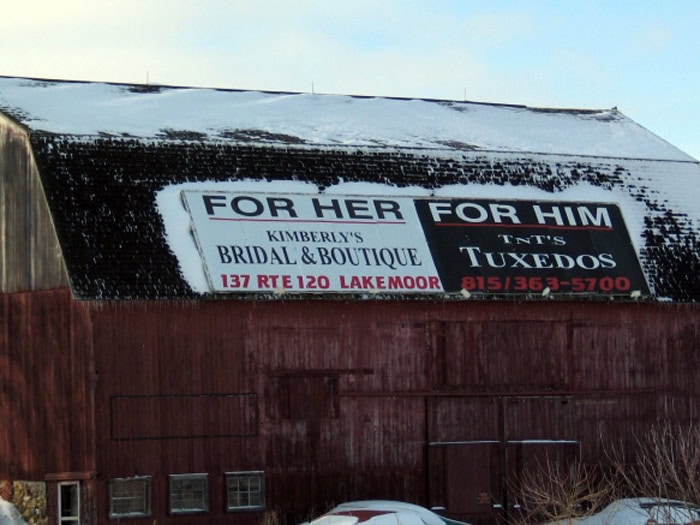 FOR HER
KIMBERLY'S
BRIDAL & BOUTIQUE
137 RTE 120 LAKEMOOR
FOR HIM
TNT'S
TUXEDOS
815/363-5700